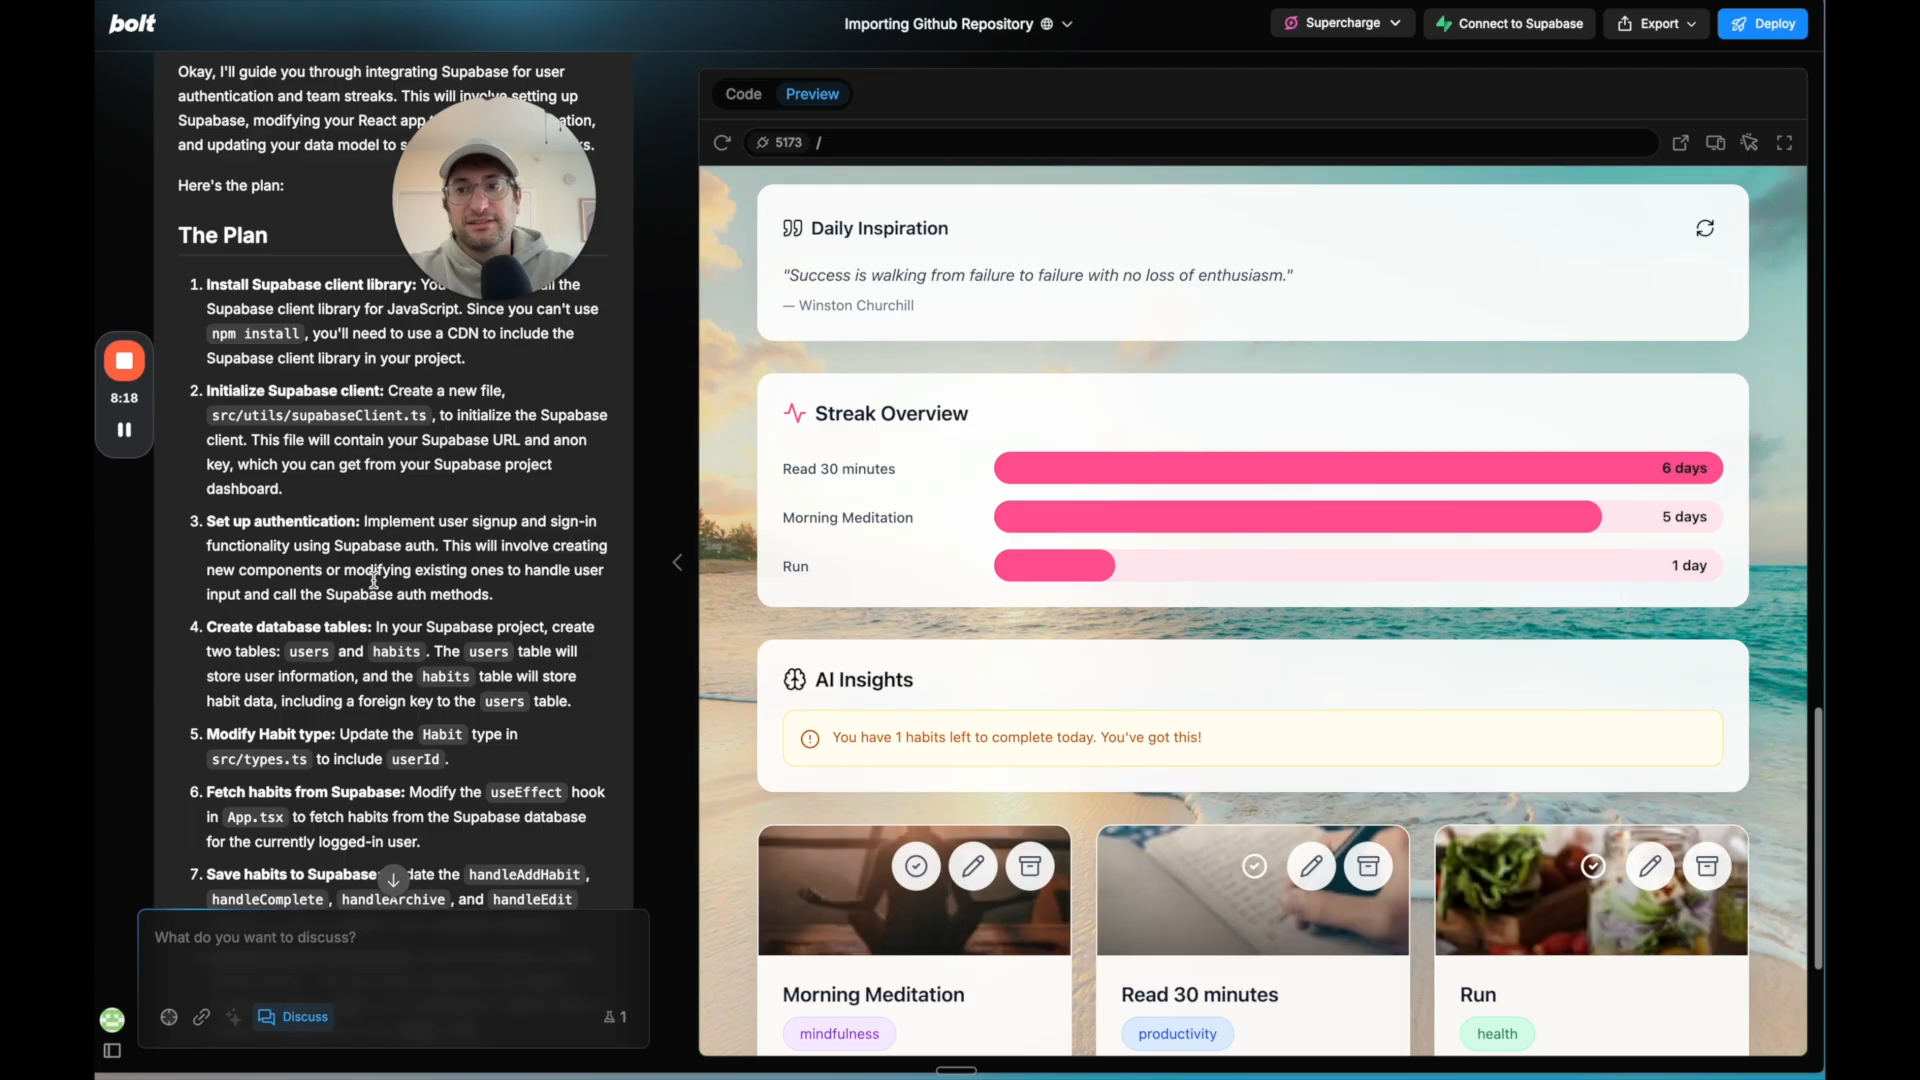 bolt
Importing Github Repository
Supercharge
Connect to Supabase
Export
Deploy
Okay, I'll guide you through integrating Supabase for user
authentication and team streaks. This will involve setting up
Supabase, modifying your React app
and updating your data model to
Here's the plan:
The Plan
1. Install Supabase client library: the
Supabase client library for JavaScript. Since you can't use
npm install, you'll need to use a CDN to include the
Supabase client library in your project.
2. Initialize Supabase client: Create a new file,
src/utils/supabaseClient.ts, to initialize the Supabase
client. This file will contain your Supabase URL and anon
key, which you can get from your Supabase project
dashboard.
3. Set up authentication: Implement user signup and sign-in
functionality using Supabase auth. This will involve creating
new components or modifying existing ones to handle user
input and call the Supabase auth methods.
4. Create database tables: In your Supabase project, create
two tables: users and habits. The users table will
store user information, and the habits table will store
habit data, including a foreign key to the users table.
5. Modify Habit type: Update the Habit type in
src/types.ts to include userId.
6. Fetch habits from Supabase: Modify the useEffect hook
in App.tsx to fetch habits from the Supabase database
for the currently logged-in user.
7. Save habits to Supabase: the handleAddHabit,
handleComplete, handleArchive, and handleEdit
What do you want to discuss?
Discuss
1
8:18
Code
Preview
5173 /
Daily Inspiration
"Success is walking from failure to failure with no loss of enthusiasm."
— Winston Churchill
Streak Overview
Read 30 minutes 6 days
Morning Meditation 5 days
Run 1 day
AI Insights
You have 1 habits left to complete today. You've got this!
Morning Meditation
mindfulness
Read 30 minutes
productivity
Run
health